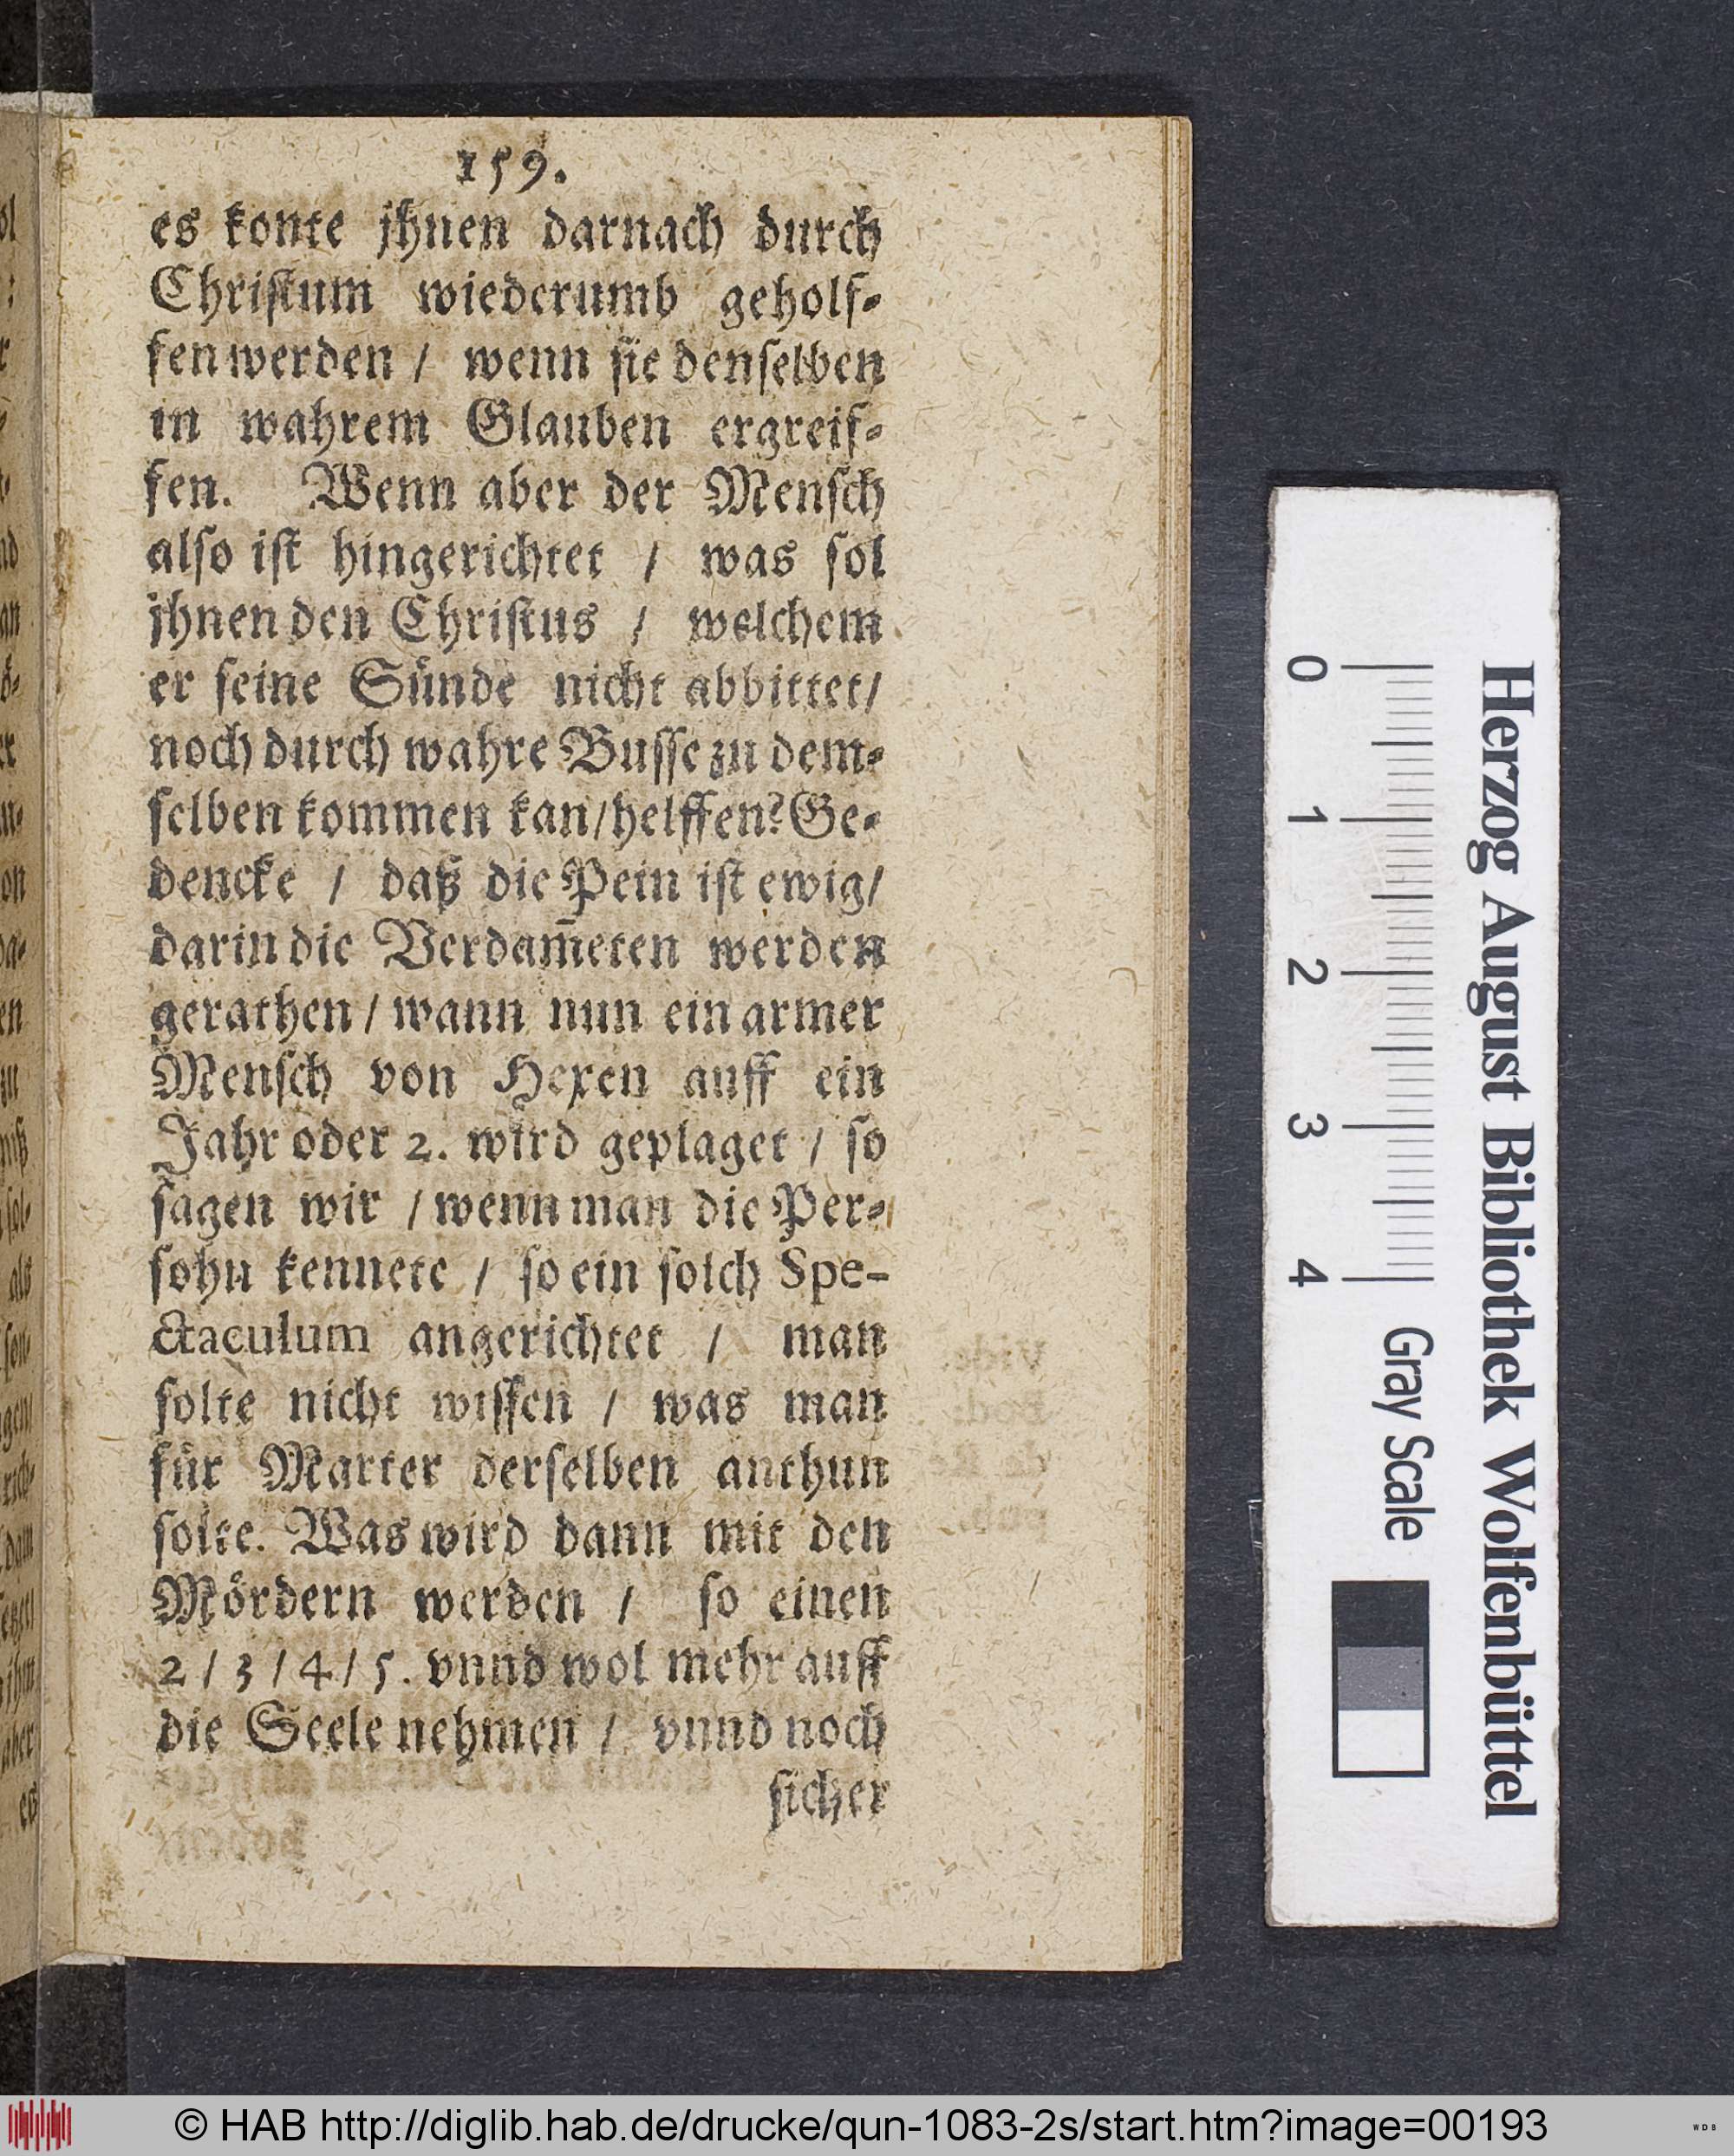 159.
es konte jhnen darnach durch
Chriſtum wiederumb geholf⸗
fen werden / wenn ſie denſelben
in wahrem Glauben ergreif⸗
fen. Wenn aber der Menſch
alſo iſt hingerichtet / was ſol
jhnen den Chriſtus / welchem
er ſeine Sünde nicht abbittet/
noch durch wahre Buſſe zu dem⸗
ſelben kommen kan/helffen? Ge⸗
dencke / daß die Pein iſt ewig/
darin die Verdam̃eten werden
gerathen / wann nun ein armer
Menſch von Hexen auff ein
Jahr oder 2. wird geplaget / ſo
ſagen wir / wenn man die Per⸗
ſohn kennete / ſo ein ſolch Spe-
ctaculum angerichtet / man
ſolte nicht wiſſen / was man
für Marter derſelben anthun
ſolte. Was wird dann mit den
Mördern werden / ſo einen
2 / 3 / 4 / 5. vnnd wol mehr auff
die Seele nehmen / vnnd noch
ſicher
Herzog August Bibliothek Wolfenbüttel
0 1 2 3 4 Gray Scale
© HAB http://diglib.hab.de/drucke/qun-1083-2s/start.htm?image=00193
WDB